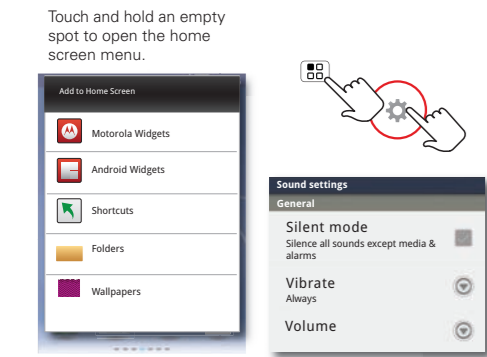 Touch and hold an empty
spot to open the home
screen menu.
Add to Home Screen
Motorola Widgets
Android Widgets
Shortcuts
Folders
Wallpapers
Sound settings
General
Silent mode
Silence all sounds except media &
alarms
Vibrate
Always
Volume